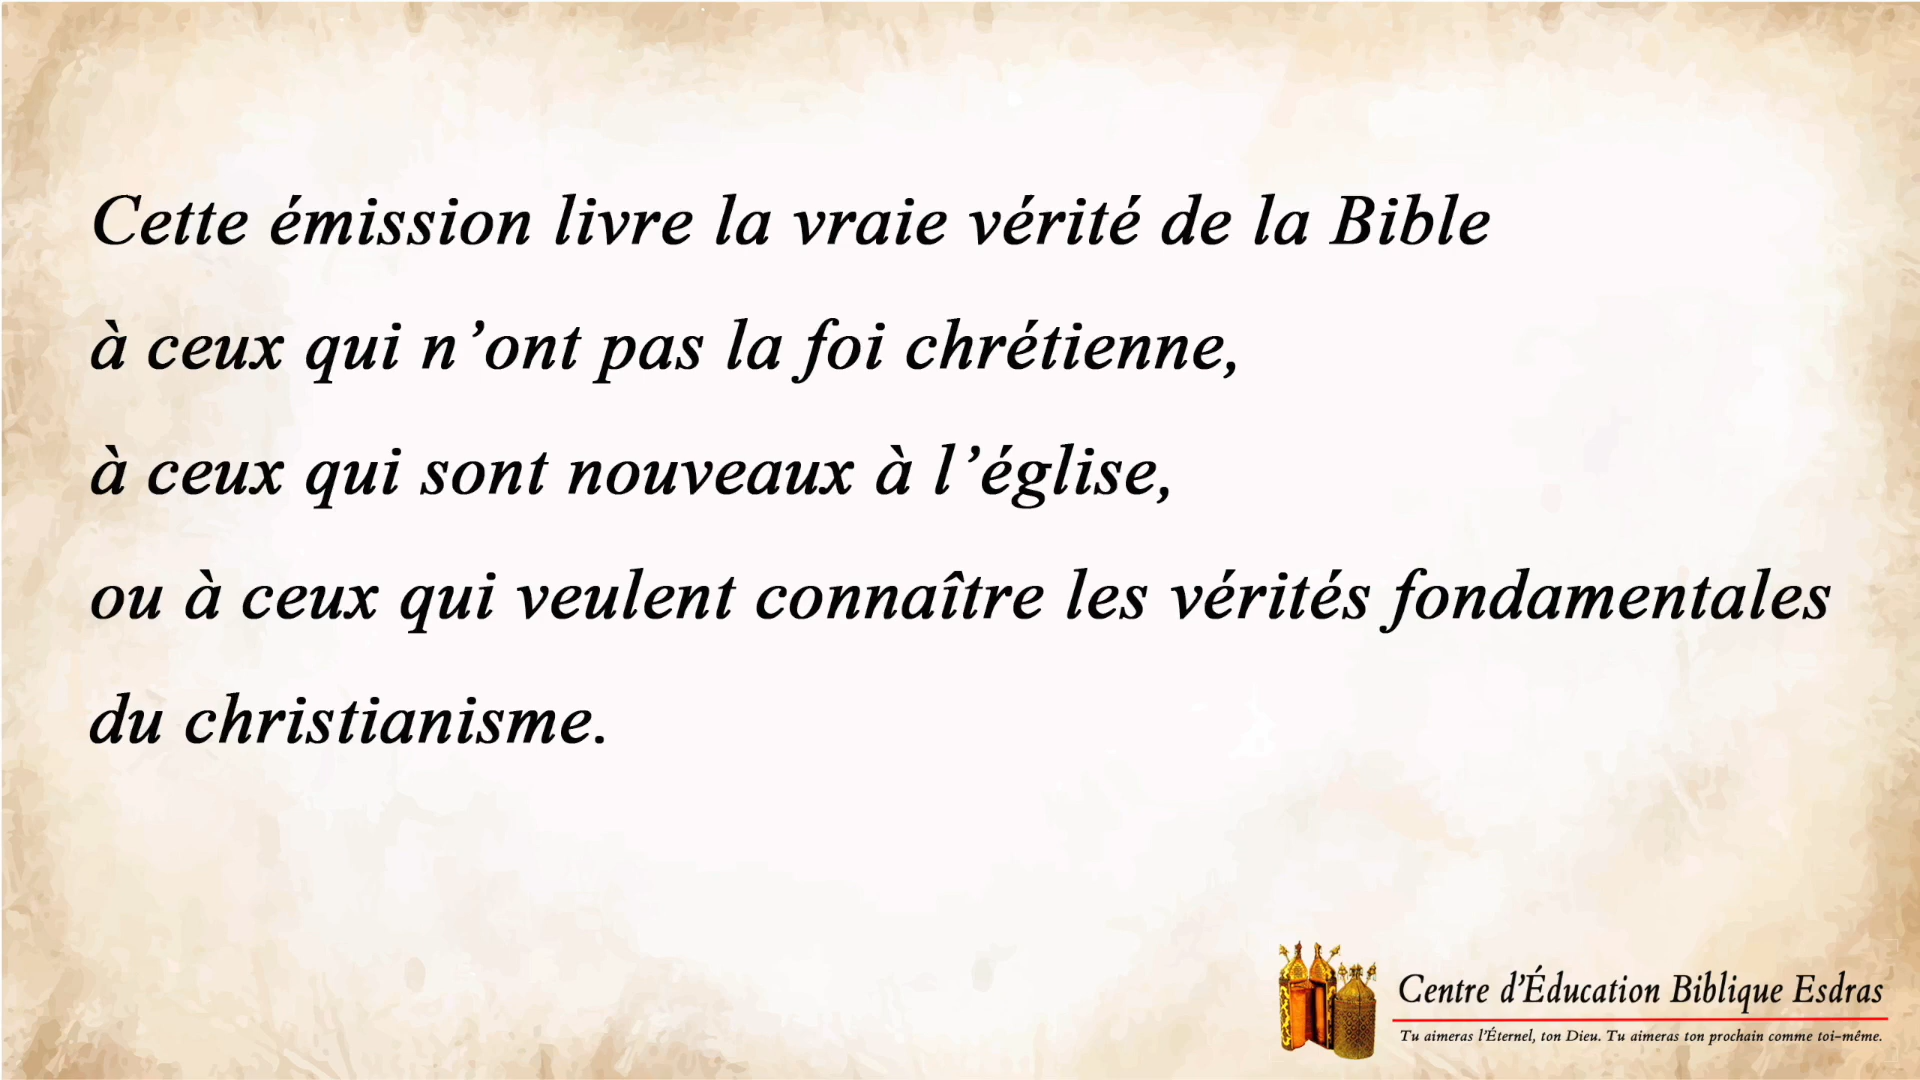 Cette émission livre la vraie vérité de la Bible
à ceux qui n’ont pas la foi chrétienne,
à ceux qui sont nouveaux à l’église,
ou à ceux qui veulent connaître les vérités fondamentales
du christianisme.
Centre d'Éducation Biblique Esdras
Tu aimeras l'Éternel, ton Dieu. Tu aimeras ton prochain comme toi-même.